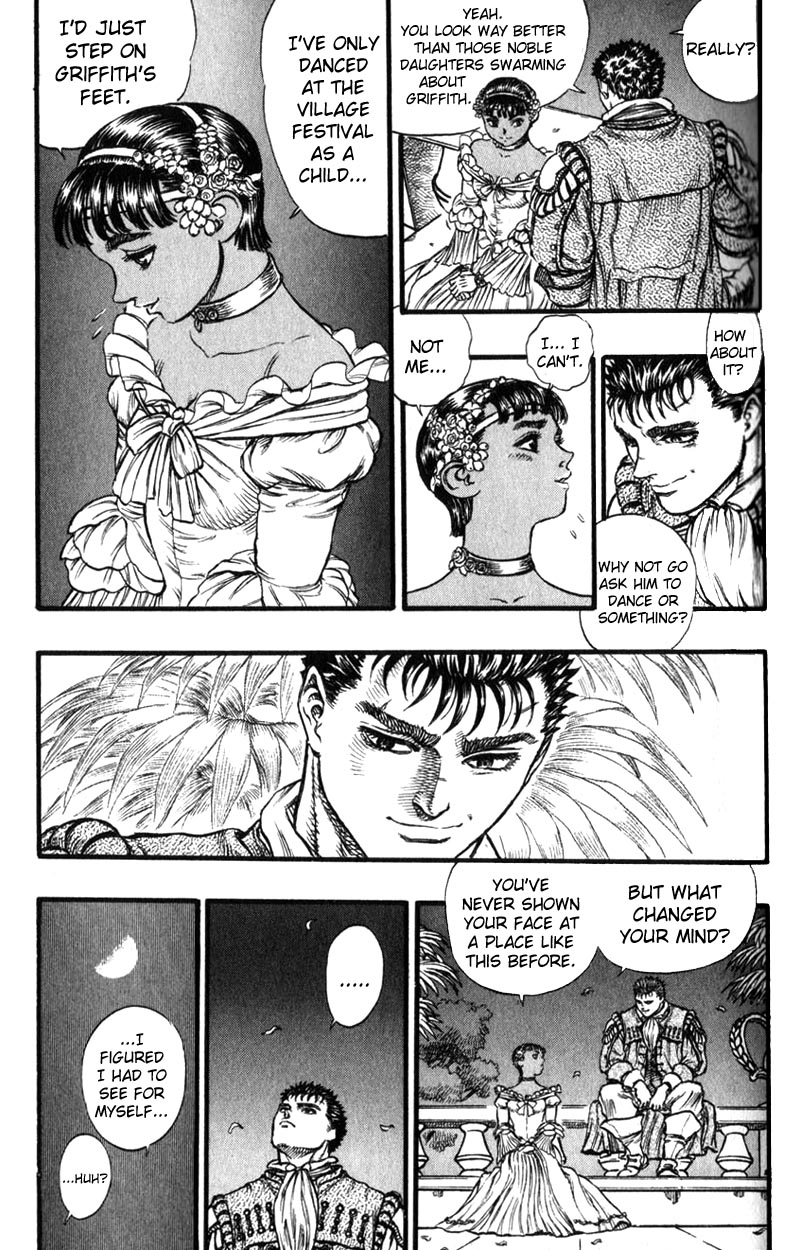 REALLY?
YEAH.
YOU LOOK WAY BETTER
THAN THOSE NOBLE
DAUGHTERS SWARMING
ABOUT
GRIFFITH.
HOW
ABOUT
IT?
WHY NOT GO
ASK HIM TO
DANCE OR
SOMETHING?
I... I
CAN'T.
NOT
ME...
I'VE ONLY
DANCED
AT THE
VILLAGE
FESTIVAL
AS A
CHILD...
I'D JUST
STEP ON
GRIFFITH'S
FEET.
BUT WHAT
CHANGED
YOUR MIND?
YOU'VE
NEVER SHOWN
YOUR FACE AT
A PLACE LIKE
THIS BEFORE.
.....
...I
FIGURED
I HAD TO
SEE FOR
MYSELF...
...HUH?